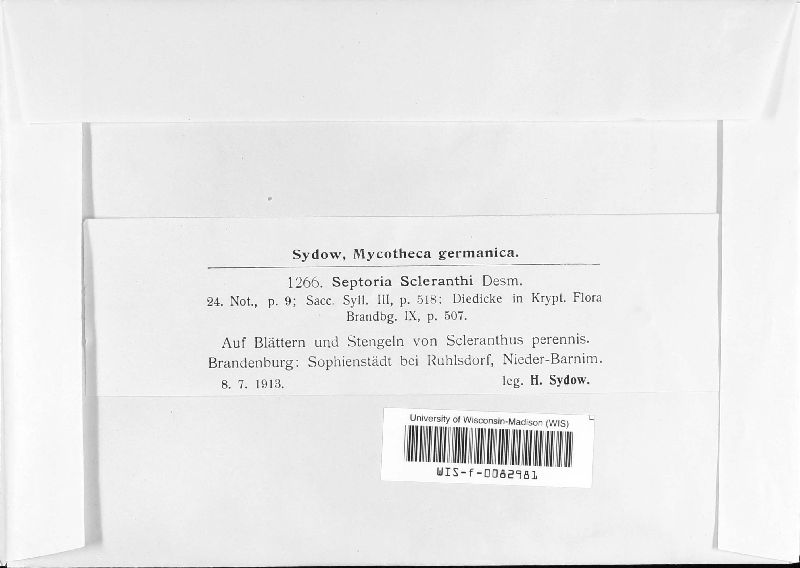 Sydow, Mycotheca germanica.
1266. Septoria Scleranthi Desm.
24. Not., p. 9; Sacc. Syll. III, p. 518; Diedicke in Krypt. Flora
Brandbg. IX, p. 507.
Auf Blättern und Stengeln von Scleranthus perennis.
Brandenburg: Sophienstädt bei Ruhlsdorf, Nieder-Barnim.
8. 7. 1913. leg. H. Sydow.
University of Wisconsin-Madison (WIS)
WIS-f-0082981